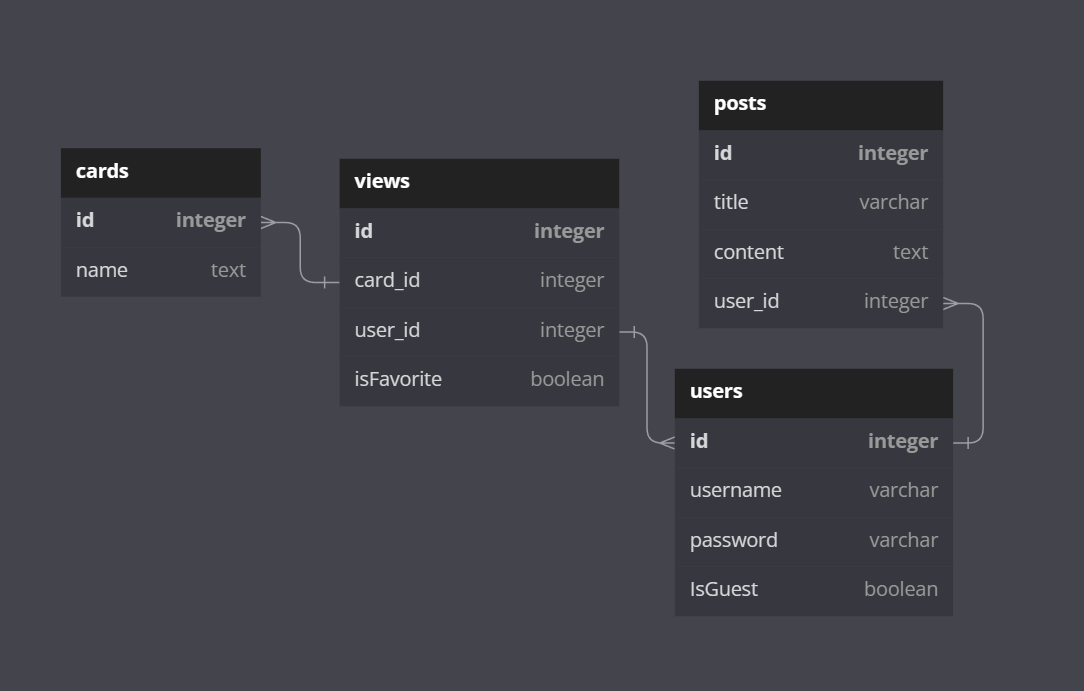 cards
id integer
name text
views
id integer
card_id integer
user_id integer
isFavorite boolean
posts
id integer
title varchar
content text
user_id integer
users
id integer
username varchar
password varchar
IsGuest boolean